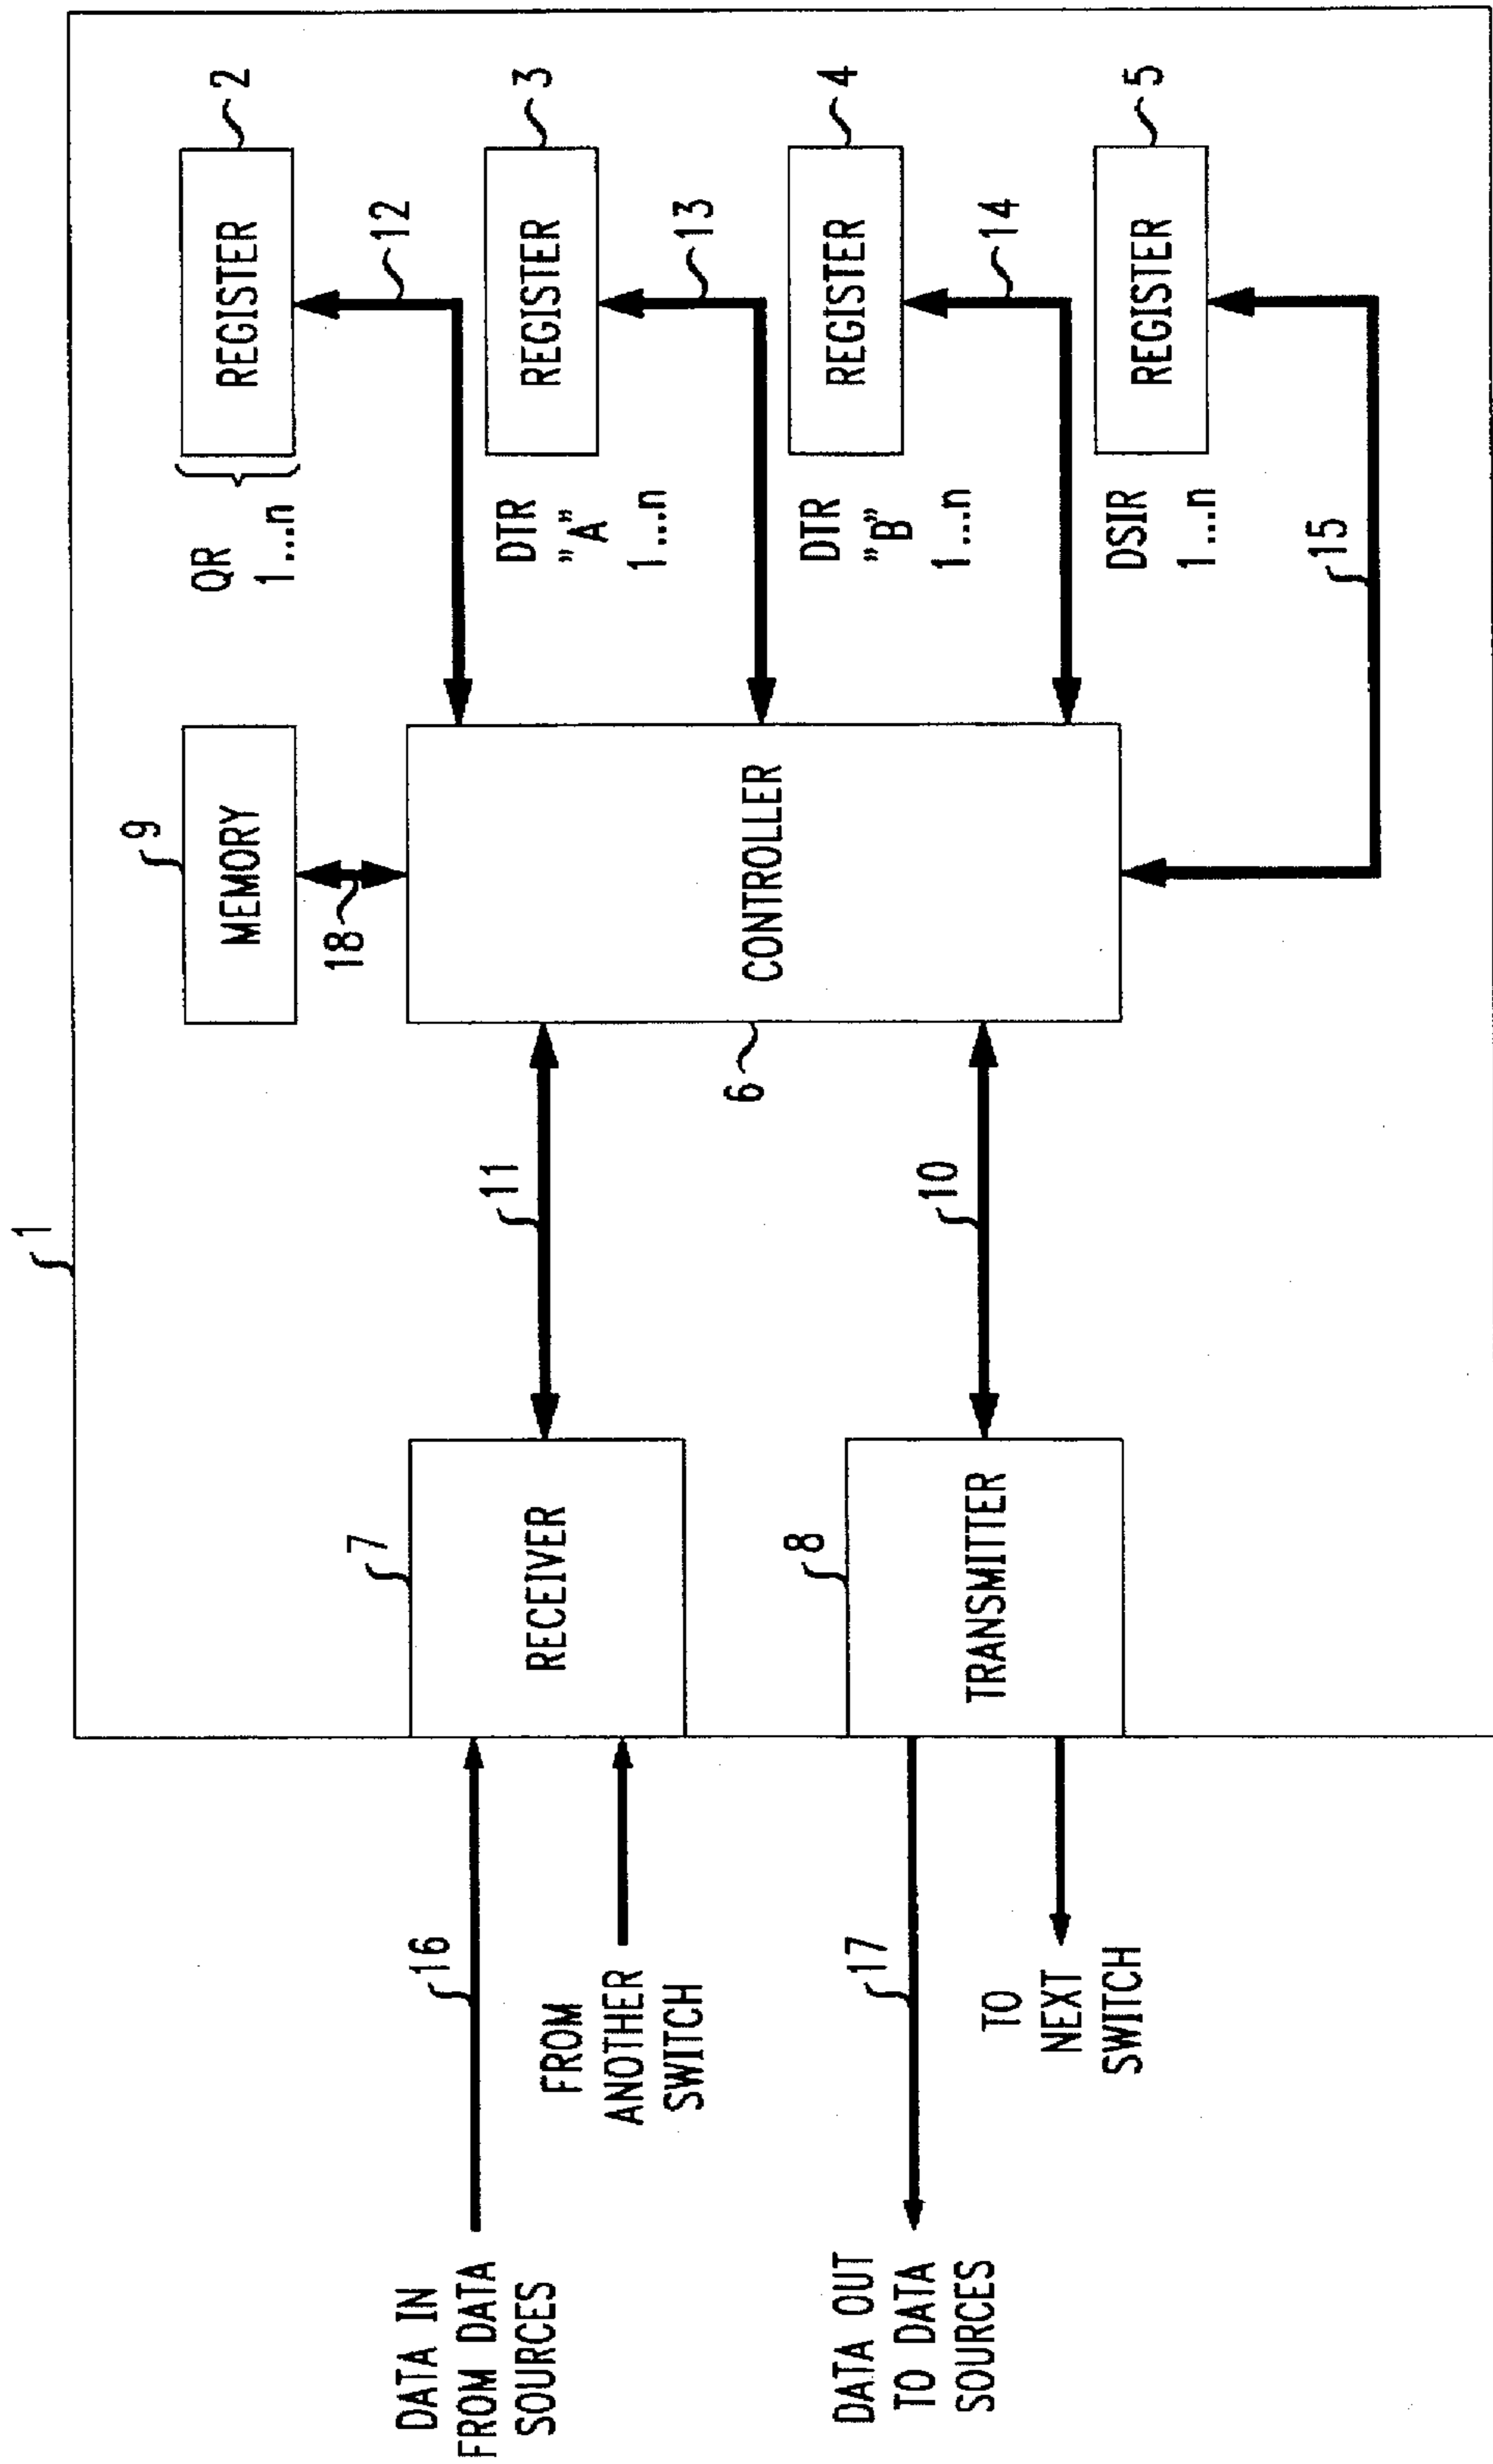 1
9
MEMORY
18
REGISTER
2
QR
1...n
12
REGISTER
3
DTR
"A"
1...n
13
REGISTER
4
DTR
"B"
1...n
14
REGISTER
5
DSIR
1...n
15
CONTROLLER
6
11
10
7
RECEIVER
8
TRANSMITTER
16
DATA IN
FROM DATA
SOURCES
FROM
ANOTHER
SWITCH
17
DATA OUT
TO DATA
SOURCES
TO
NEXT
SWITCH